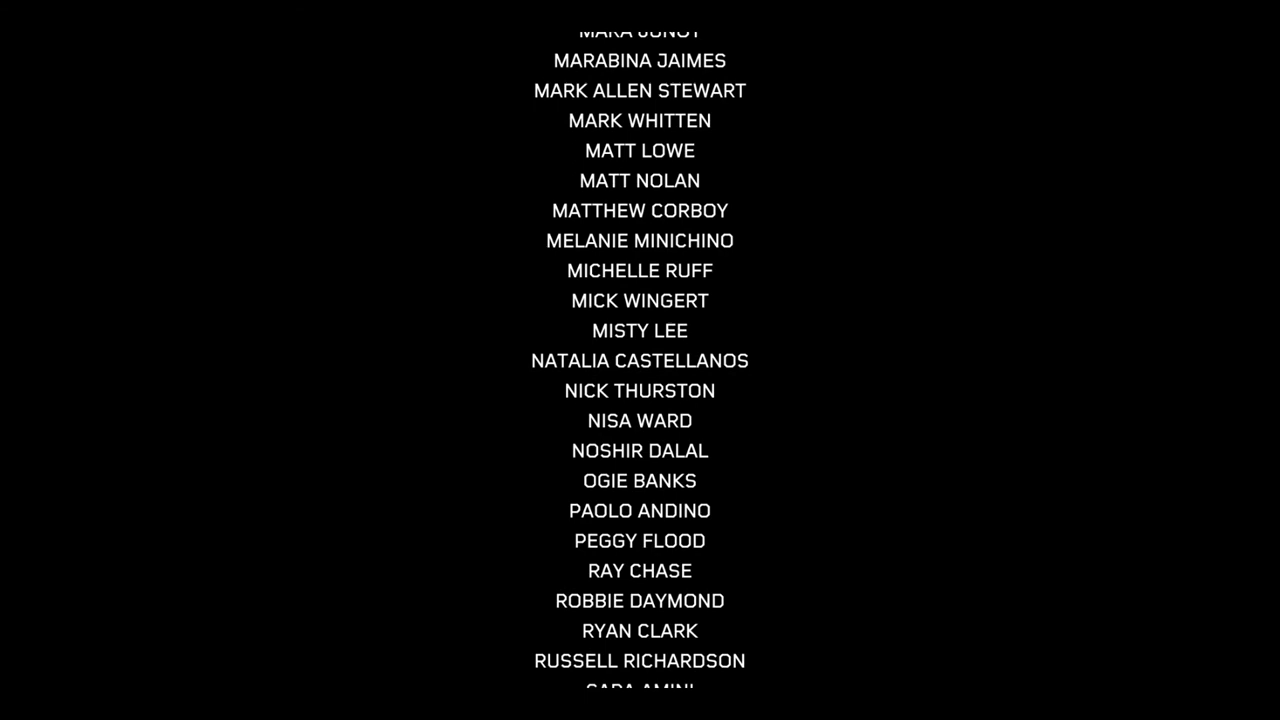 MARABINA JAIMES
MARK ALLEN STEWART
MARK WHITTEN
MATT LOWE
MATT NOLAN
MATTHEW CORBOY
MELANIE MINICHINO
MICHELLE RUFF
MICK WINGERT
MISTY LEE
NATALIA CASTELLANOS
NICK THURSTON
NISA WARD
NOSHIR DALAL
OGIE BANKS
PAOLO ANDINO
PEGGY FLOOD
RAY CHASE
ROBBIE DAYMOND
RYAN CLARK
RUSSELL RICHARDSON
SARA AMINI